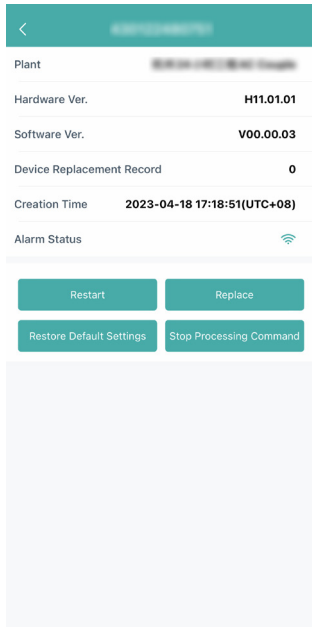 Plant
Hardware Ver. H11.01.01
Software Ver. V00.00.03
Device Replacement Record 0
Creation Time 2023-04-18 17:18:51(UTC+08)
Alarm Status
Restart Replace
Restore Default Settings Stop Processing Command